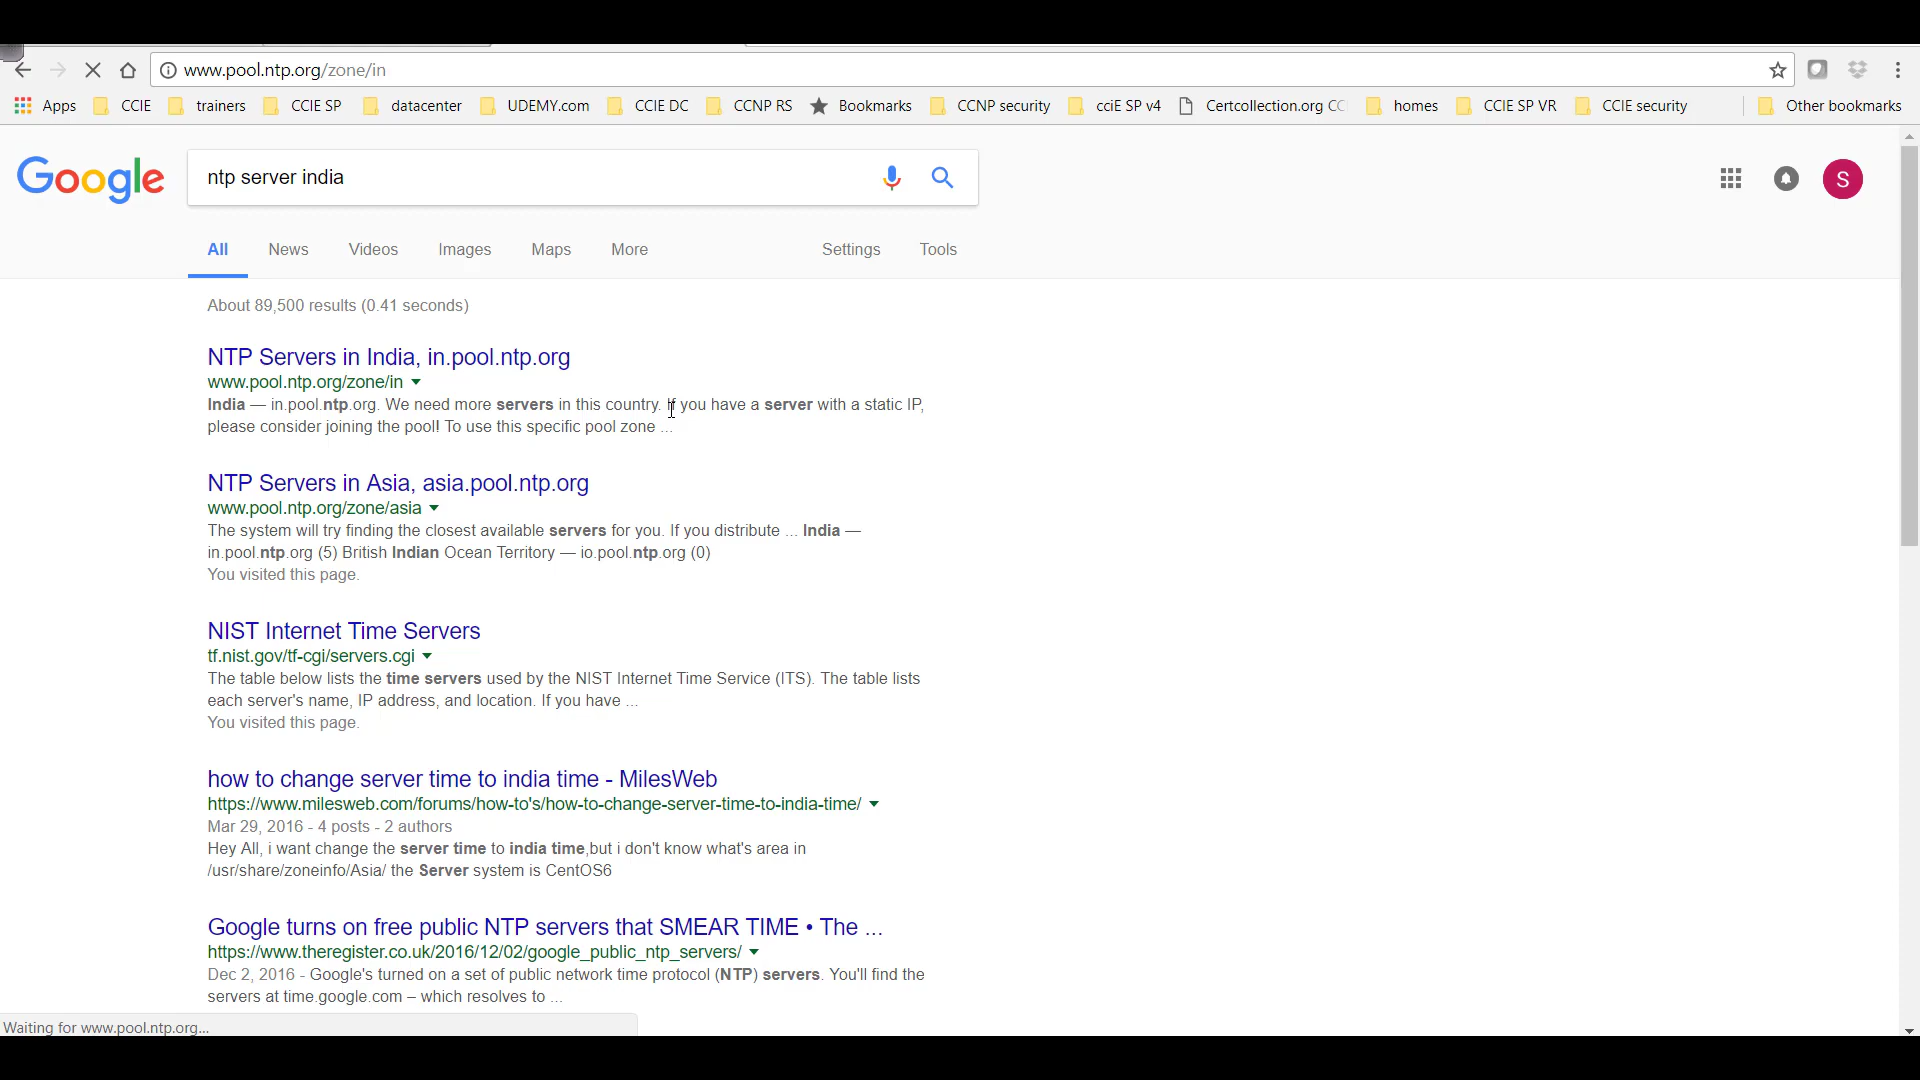 www.pool.ntp.org/zone/in
Apps CCIE trainers CCIE SP datacenter UDEMY.com CCIE DC CCNP RS Bookmarks CCNP security cciE SP v4 Certcollection.org CC homes CCIE SP VR CCIE security Other bookmarks
Google ntp server india S
All News Videos Images Maps More Settings Tools
About 89,500 results (0.41 seconds)
NTP Servers in India, in.pool.ntp.org
www.pool.ntp.org/zone/in
India — in.pool.ntp.org. We need more servers in this country. If you have a server with a static IP,
please consider joining the pool! To use this specific pool zone ...
NTP Servers in Asia, asia.pool.ntp.org
www.pool.ntp.org/zone/asia
The system will try finding the closest available servers for you. If you distribute ... India —
in.pool.ntp.org (5) British Indian Ocean Territory — io.pool.ntp.org (0)
You visited this page.
NIST Internet Time Servers
tf.nist.gov/tf-cgi/servers.cgi
The table below lists the time servers used by the NIST Internet Time Service (ITS). The table lists
each server's name, IP address, and location. If you have ...
You visited this page.
how to change server time to india time - MilesWeb
https://www.milesweb.com/forums/how-to's/how-to-change-server-time-to-india-time/
Mar 29, 2016 - 4 posts - 2 authors
Hey All, i want change the server time to india time,but i don't know what's area in
/usr/share/zoneinfo/Asia/ the Server system is CentOS6
Google turns on free public NTP servers that SMEAR TIME • The ...
https://www.theregister.co.uk/2016/12/02/google_public_ntp_servers/
Dec 2, 2016 - Google's turned on a set of public network time protocol (NTP) servers. You'll find the
servers at time.google.com – which resolves to ...
Waiting for www.pool.ntp.org...